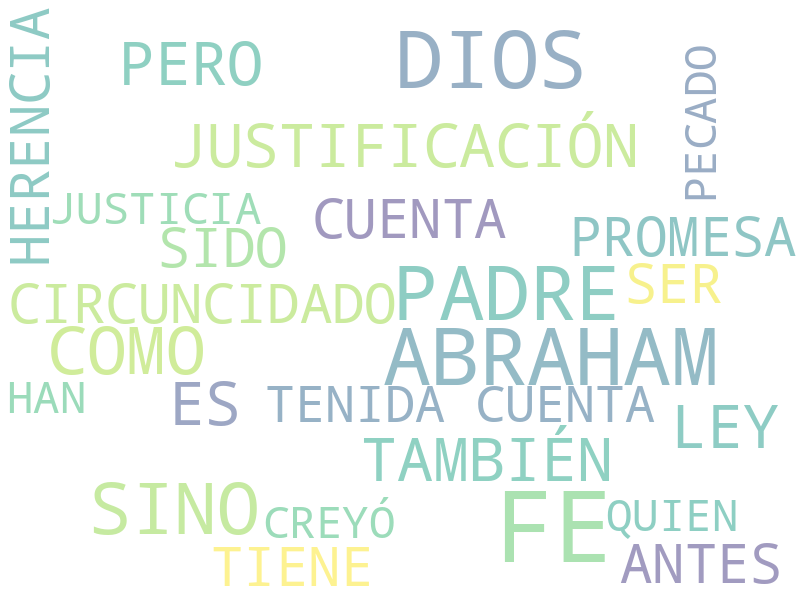 HERENCIA
PERO
DIOS
PECADO
JUSTIFICACIÓN
JUSTICIA
CUENTA
SIDO
PROMESA
CIRCUNCIDADO
PADRE
SER
COMO
ABRAHAM
HAN
ES
TENIDA CUENTA
LEY
TAMBIÉN
SINO
CREYÓ
FE
QUIEN
TIENE
ANTES